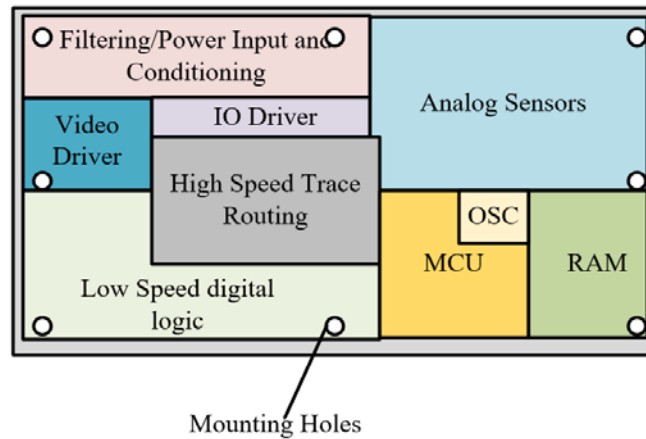 Filtering/Power Input and
Conditioning
Analog Sensors
Video
Driver
IO Driver
High Speed Trace
Routing
OSC
MCU
RAM
Low Speed digital
logic
Mounting Holes